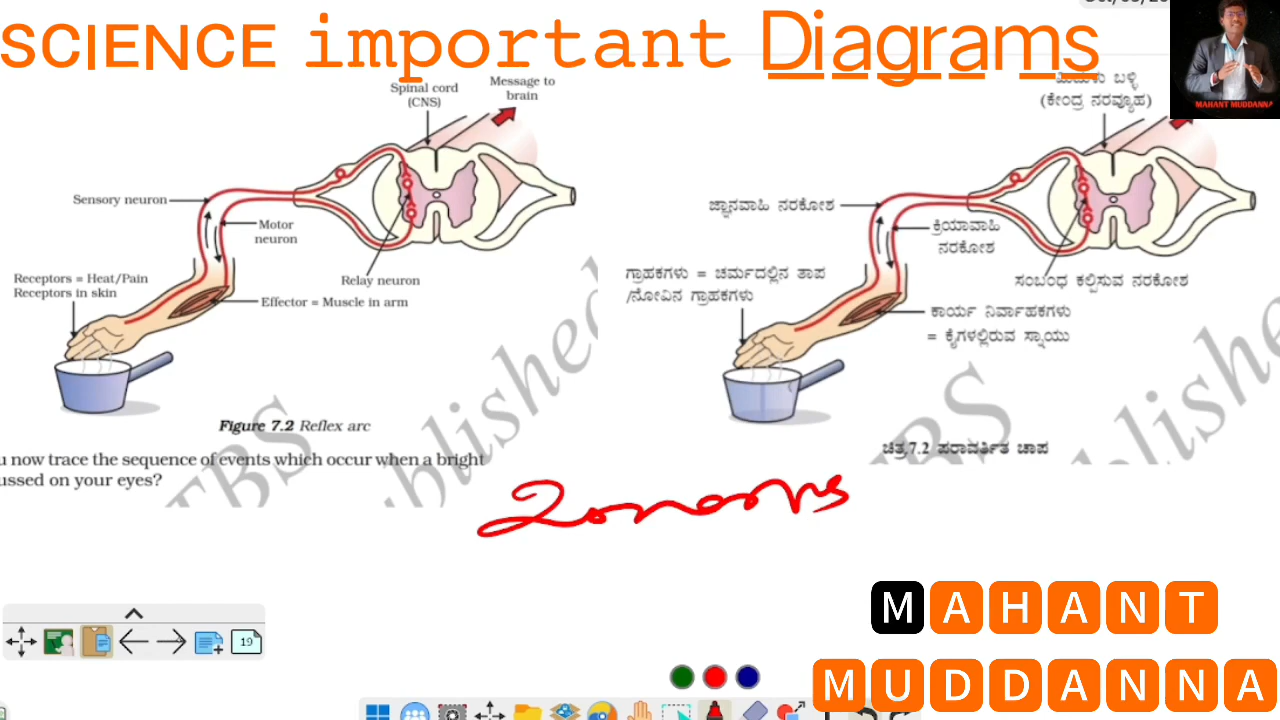 SCIENCE important Diagrams
MAHANT MUDDANNA
Spinal cord
(CNS)
Message to
brain
Sensory neuron
Motor
neuron
Receptors = Heat/Pain
Receptors in skin
Relay neuron
Effector = Muscle in arm
Figure 7.2 Reflex arc
u now trace the sequence of events which occur when a bright
ussed on your eyes?
ಬಳ್ಳಿ
(ಕೇಂದ್ರ ನರವ್ಯೂಹ)
ಜ್ಞಾನವಾಹಿ ನರಕೋಶ
ಕ್ರಿಯಾವಾಹಿ
ನರಕೋಶ
ಗ್ರಾಹಕಗಳು = ಚರ್ಮದಲ್ಲಿನ ತಾಪ
/ನೋವಿನ ಗ್ರಾಹಕಗಳು
ಸಂಬಂಧ ಕಲ್ಪಿಸುವ ನರಕೋಶ
ಕಾರ್ಯ ನಿರ್ವಾಹಕಗಳು
= ಕೈಗಳಲ್ಲಿರುವ ಸ್ನಾಯು
ಚಿತ್ರ 7.2 ಪರಾವರ್ತಿತ ಚಾಪ
19
MAHANT
MUDDANNA